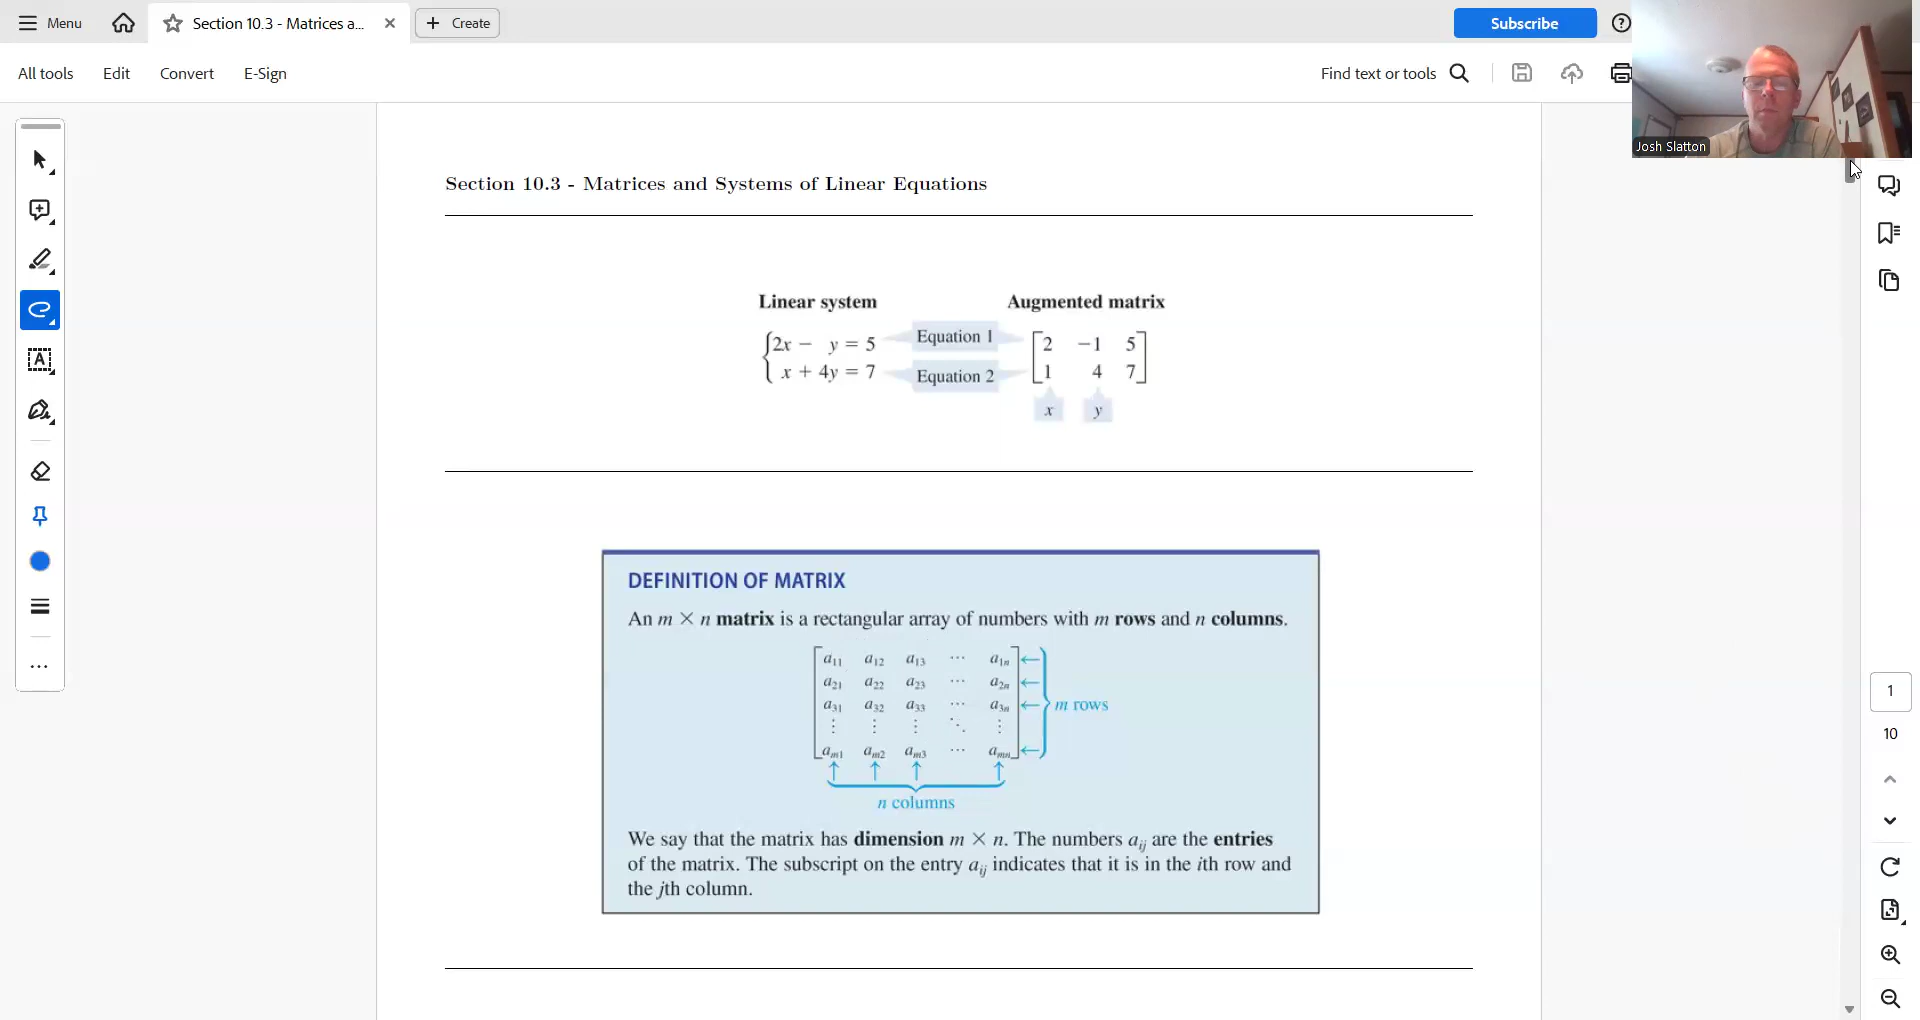 Menu
Section 10.3 - Matrices a...
Create
Subscribe
All tools
Edit
Convert
E-Sign
Find text or tools
Josh Slatton
Section 10.3 - Matrices and Systems of Linear Equations
Linear system
Augmented matrix
2x − y = 5
Equation 1
2 −1 5
x + 4y = 7
Equation 2
1 4 7
x y
DEFINITION OF MATRIX
An m × n matrix is a rectangular array of numbers with m rows and n columns.
a11 a12 a13 ⋯ a1n
a21 a22 a23 ⋯ a2n
a31 a32 a33 ⋯ a3n
⋮ ⋮ ⋮ ⋱ ⋮
am1 am2 am3 ⋯ amn
m rows
n columns
We say that the matrix has dimension m × n. The numbers aij are the entries
of the matrix. The subscript on the entry aij indicates that it is in the ith row and
the jth column.
1
10